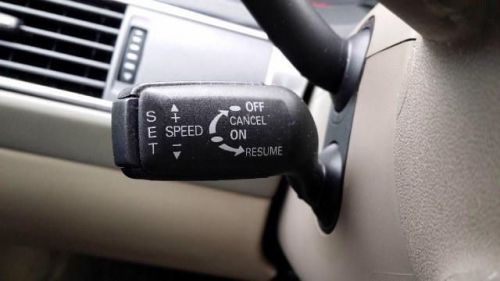 SET
▲
+
SPEED
−
▼
OFF
CANCEL
ON
RESUME